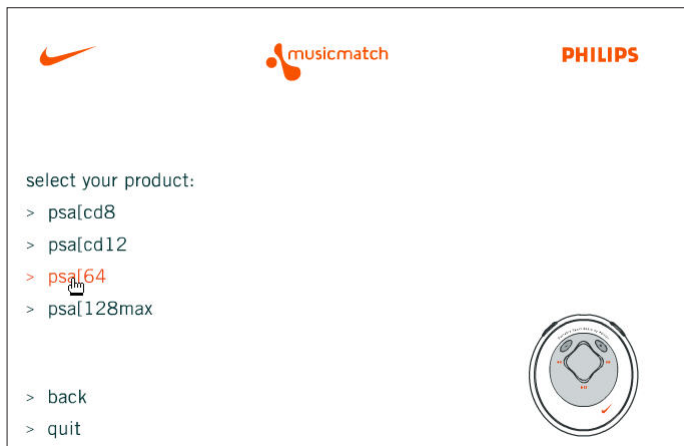 musicmatch
PHILIPS
select your product:
> psa[cd8
> psa[cd12
> psa[64
> psa[128max
> back
> quit